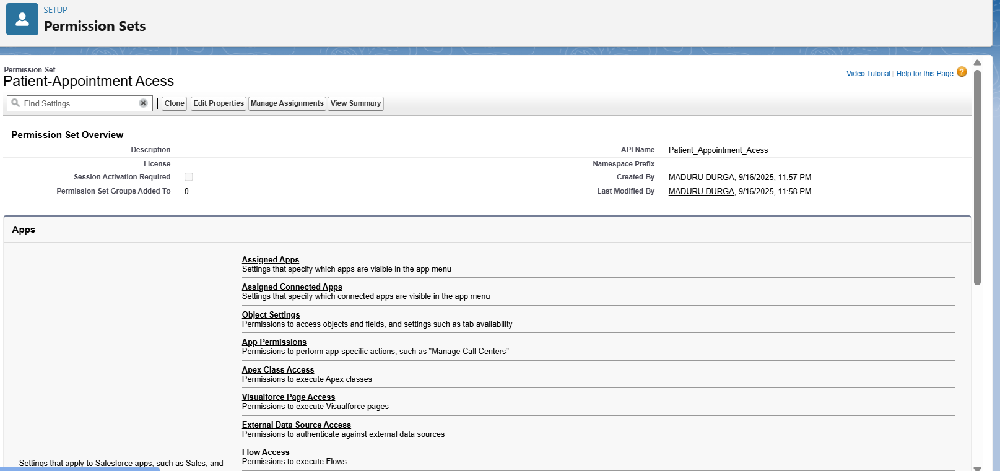 SETUP
Permission Sets
Permission Set
Patient-Appointment Acess
Video Tutorial | Help for this Page ?
Find Settings...
Clone
Edit Properties
Manage Assignments
View Summary
Permission Set Overview
Description
API Name Patient_Appointment_Acess
License
Namespace Prefix
Session Activation Required
Created By MADURU DURGA, 9/16/2025, 11:57 PM
Permission Set Groups Added To 0
Last Modified By MADURU DURGA, 9/16/2025, 11:58 PM
Apps
Assigned Apps
Settings that specify which apps are visible in the app menu
Assigned Connected Apps
Settings that specify which connected apps are visible in the app menu
Object Settings
Permissions to access objects and fields, and settings such as tab availability
App Permissions
Permissions to perform app-specific actions, such as "Manage Call Centers"
Apex Class Access
Permissions to execute Apex classes
Visualforce Page Access
Permissions to execute Visualforce pages
External Data Source Access
Permissions to authenticate against external data sources
Flow Access
Permissions to execute Flows
Settings that apply to Salesforce apps, such as Sales, and